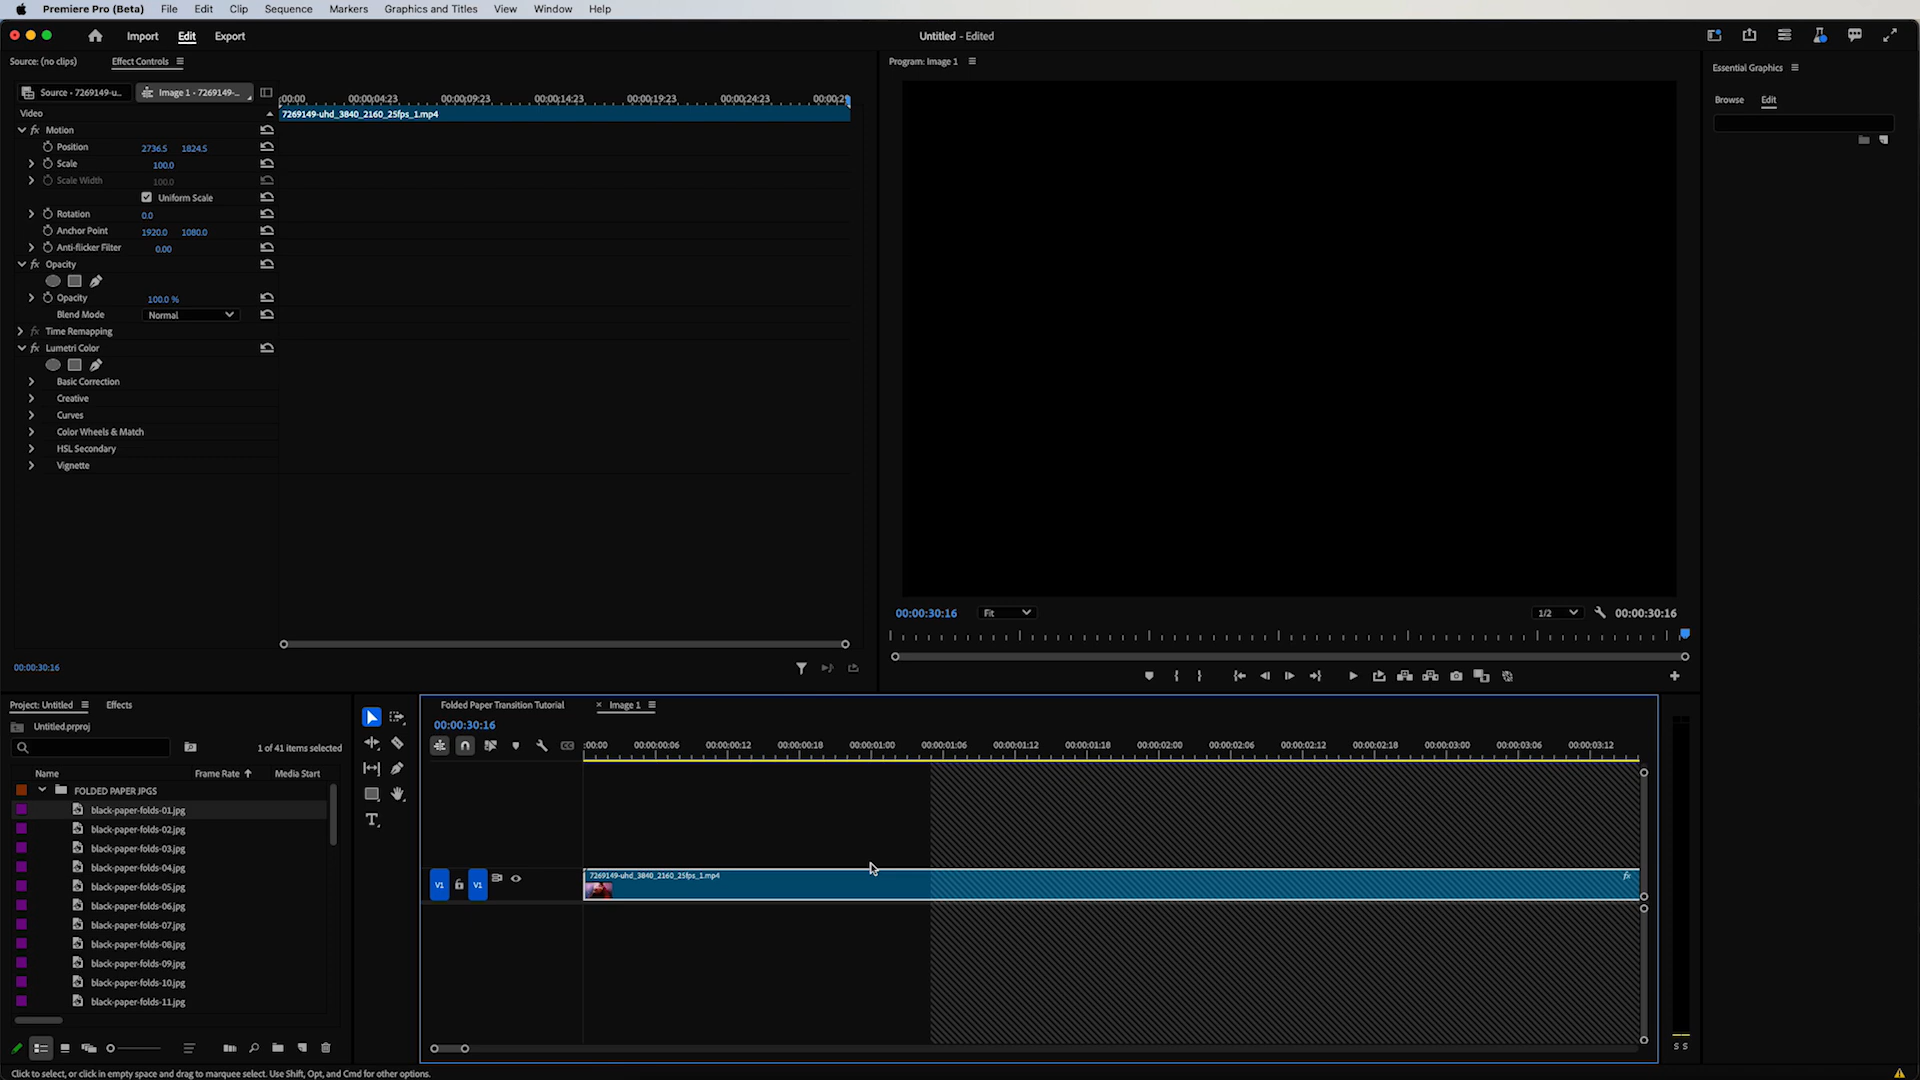 Premiere Pro (Beta) File Edit Clip Sequence Markers Graphics and Titles View Window Help
Import Edit Export
Untitled - Edited
Source: (no clips) Effect Controls
Program: Image 1
Essential Graphics
Source - 7269149-u... Image 1 - 7269149-...
Browse Edit
:00:00 00:00:04:23 00:00:09:23 00:00:14:23 00:00:19:23 00:00:24:23 00:00:29
Video
7269149-uhd_3840_2160_25fps_1.mp4
fx Motion
Position 2736.5 1824.5
Scale 100.0
Scale Width 100.0
Uniform Scale
Rotation 0.0
Anchor Point 1920.0 1080.0
Anti-flicker Filter 0.00
fx Opacity
Opacity 100.0 %
Blend Mode Normal
fx Time Remapping
fx Lumetri Color
Basic Correction
Creative
Curves
Color Wheels & Match
HSL Secondary
Vignette
00:00:30:16 Fit 1/2 00:00:30:16
00:00:30:16
Project: Untitled Effects
Untitled.prproj
1 of 41 items selected
Name Frame Rate Media Start
FOLDED PAPER JPGS
black-paper-folds-01.jpg
black-paper-folds-02.jpg
black-paper-folds-03.jpg
black-paper-folds-04.jpg
black-paper-folds-05.jpg
black-paper-folds-06.jpg
black-paper-folds-07.jpg
black-paper-folds-08.jpg
black-paper-folds-09.jpg
black-paper-folds-10.jpg
black-paper-folds-11.jpg
Folded Paper Transition Tutorial Image 1
00:00:30:16
:00:00 00:00:00:06 00:00:00:12 00:00:00:18 00:00:01:00 00:00:01:06 00:00:01:12 00:00:01:18 00:00:02:00 00:00:02:06 00:00:02:12 00:00:02:18 00:00:03:00 00:00:03:06 00:00:03:12
V1 V1
7269149-uhd_3840_2160_25fps_1.mp4 fx
S S
Click to select, or click in empty space and drag to marquee select. Use Shift, Opt, and Cmd for other options.